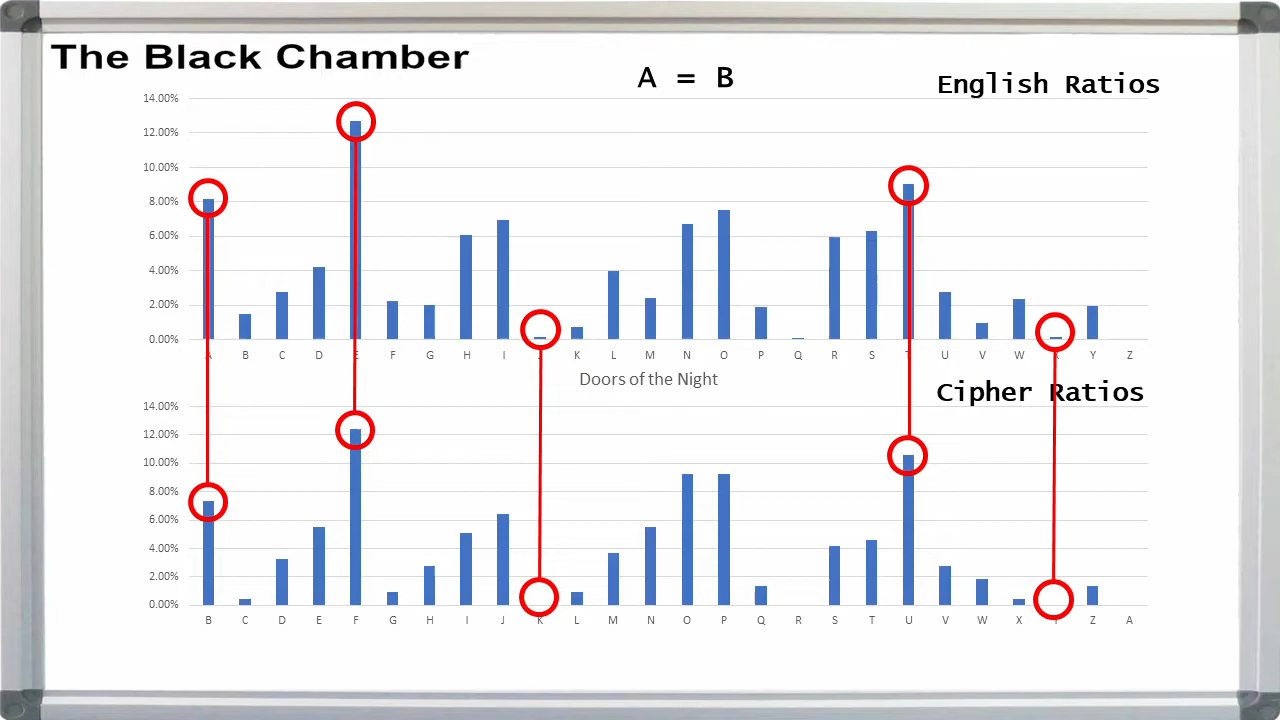 The Black Chamber
A = B
English Ratios
14.00%
12.00%
10.00%
8.00%
6.00%
4.00%
2.00%
0.00%
A B C D E F G H I J K L M N O P Q R S T U V W X Y Z
Doors of the Night
Cipher Ratios
14.00%
12.00%
10.00%
8.00%
6.00%
4.00%
2.00%
0.00%
B C D E F G H I J K L M N O P Q R S T U V W X Y Z A